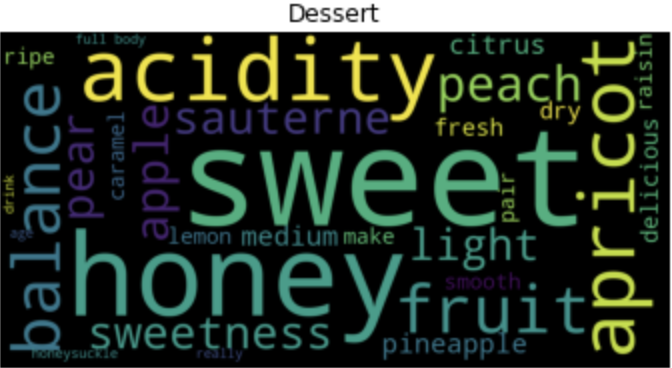 Dessert
full body
citrus
ripe
acidity
peach
raisin
balance
pear
caramel
apple
sauterne
fresh
dry
apricot
delicious
sweet
pair
drink
age
lemon
medium
make
light
honey
smooth
fruit
sweetness
pineapple
honeysuckle
really